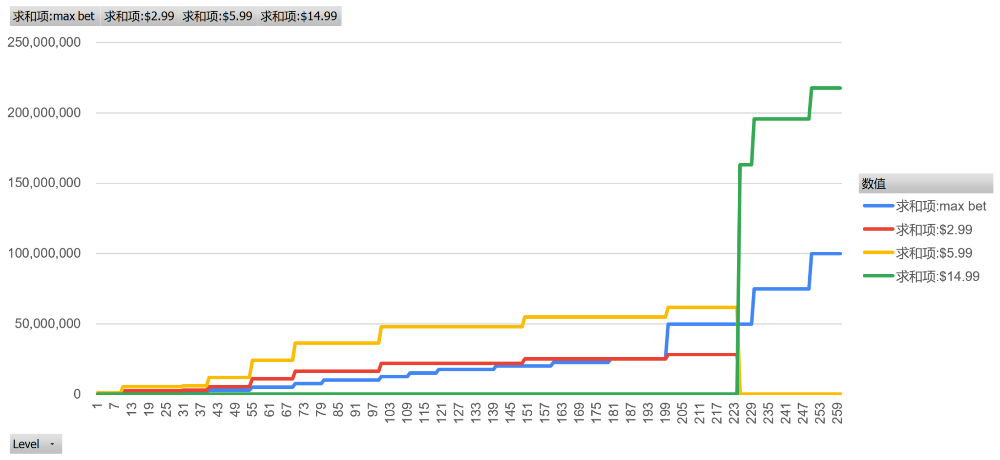 求和项:max bet 求和项:$2.99 求和项:$5.99 求和项:$14.99
250,000,000
200,000,000
150,000,000
100,000,000
50,000,000
0
1 7 13 19 25 31 37 43 49 55 61 67 73 79 85 91 97 103 109 115 121 127 133 139 145 151 157 163 169 175 181 187 193 199 205 211 217 223 229 235 241 247 253 259
数值
求和项:max bet
求和项:$2.99
求和项:$5.99
求和项:$14.99
Level